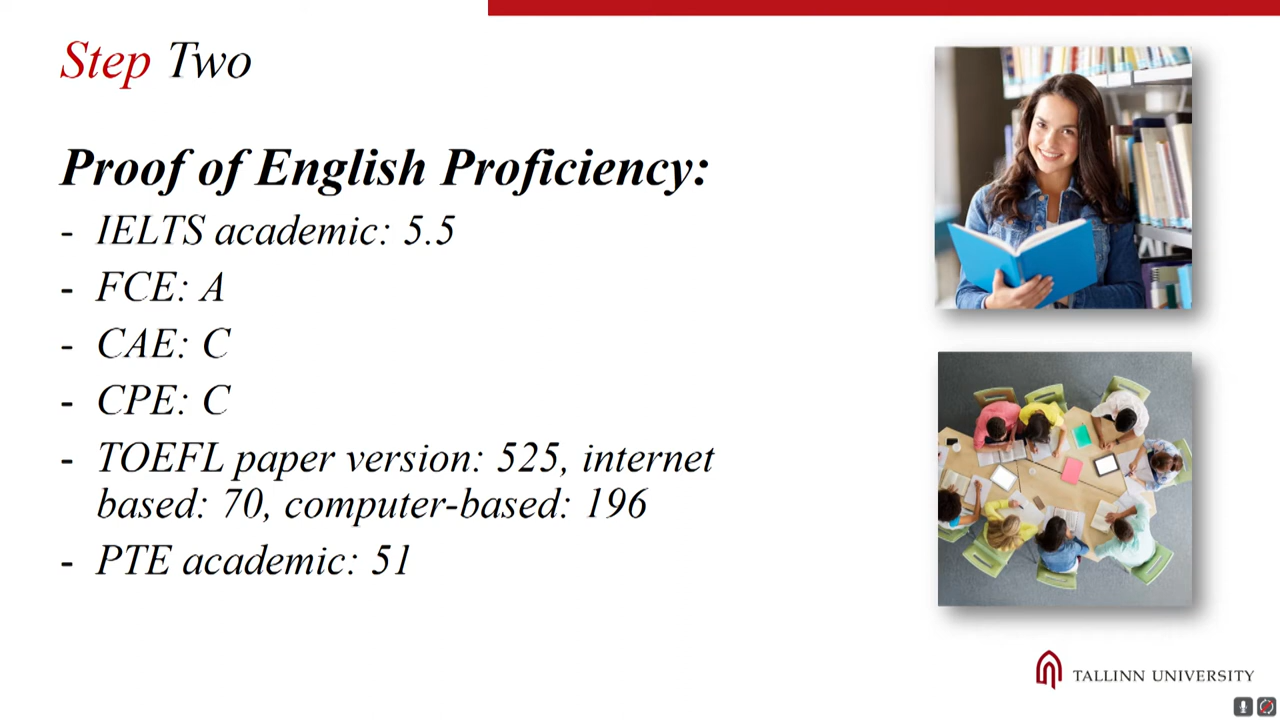 Step Two
Proof of English Proficiency:
- IELTS academic: 5.5
- FCE: A
- CAE: C
- CPE: C
- TOEFL paper version: 525, internet
based: 70, computer-based: 196
- PTE academic: 51
TALLINN UNIVERSITY